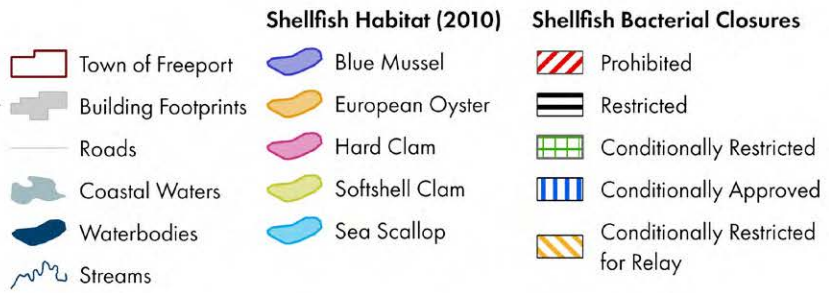 Town of Freeport
Building Footprints
Roads
Coastal Waters
Waterbodies
Streams
Shellfish Habitat (2010)
Blue Mussel
European Oyster
Hard Clam
Softshell Clam
Sea Scallop
Shellfish Bacterial Closures
Prohibited
Restricted
Conditionally Restricted
Conditionally Approved
Conditionally Restricted
for Relay